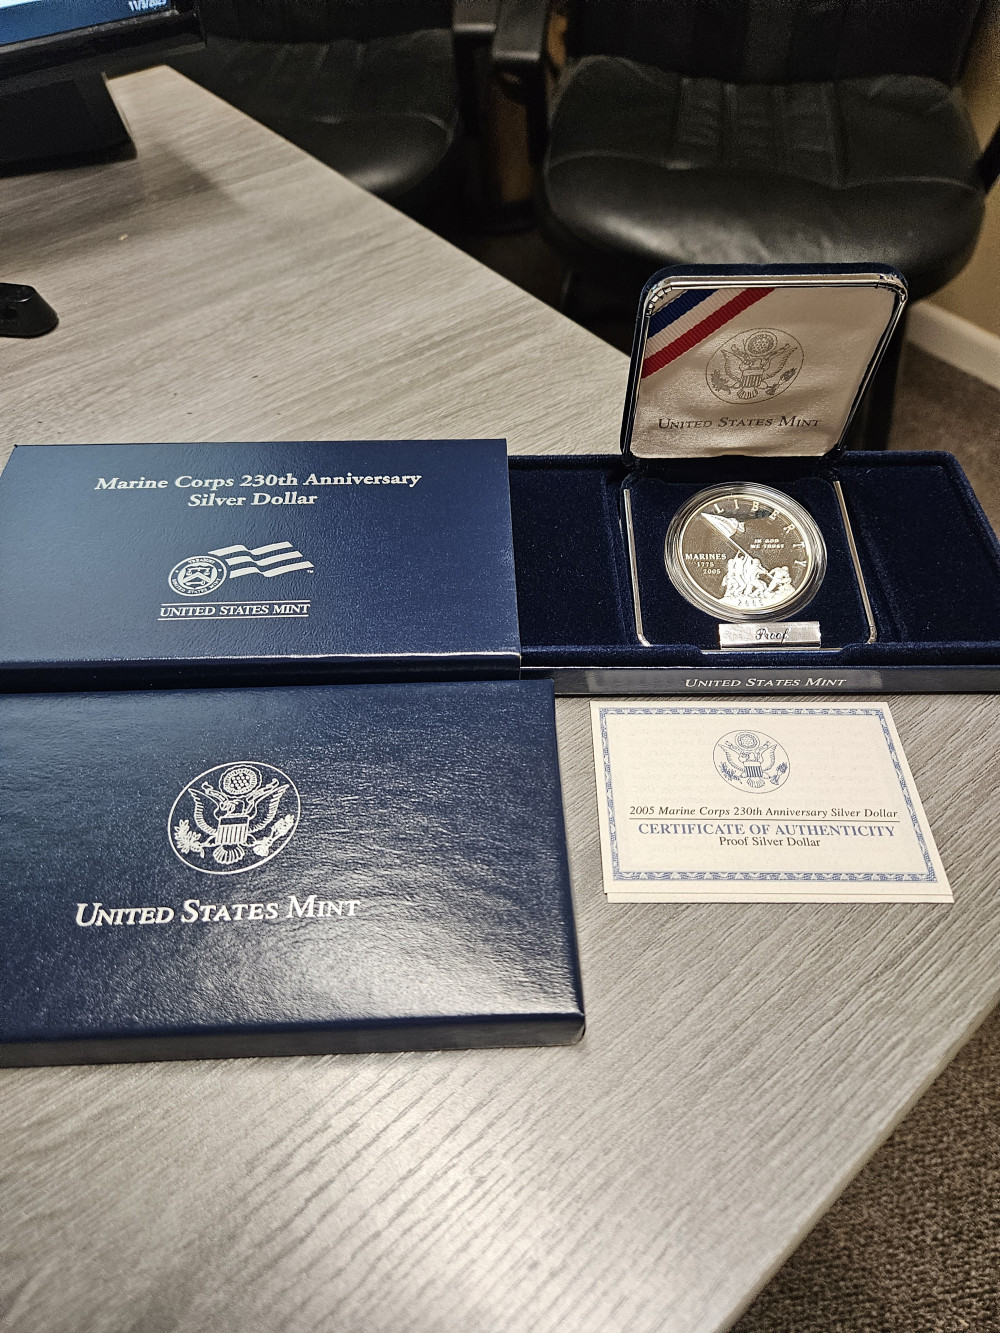 Marine Corps 230th Anniversary
Silver Dollar
UNITED STATES MINT
UNITED STATES MINT
UNITED STATES MINT
LIBERTY
IN GOD
WE TRUST
MARINES
1775
2005
2005
Proof
UNITED STATES MINT
2005 Marine Corps 230th Anniversary Silver Dollar
CERTIFICATE OF AUTHENTICITY
Proof Silver Dollar